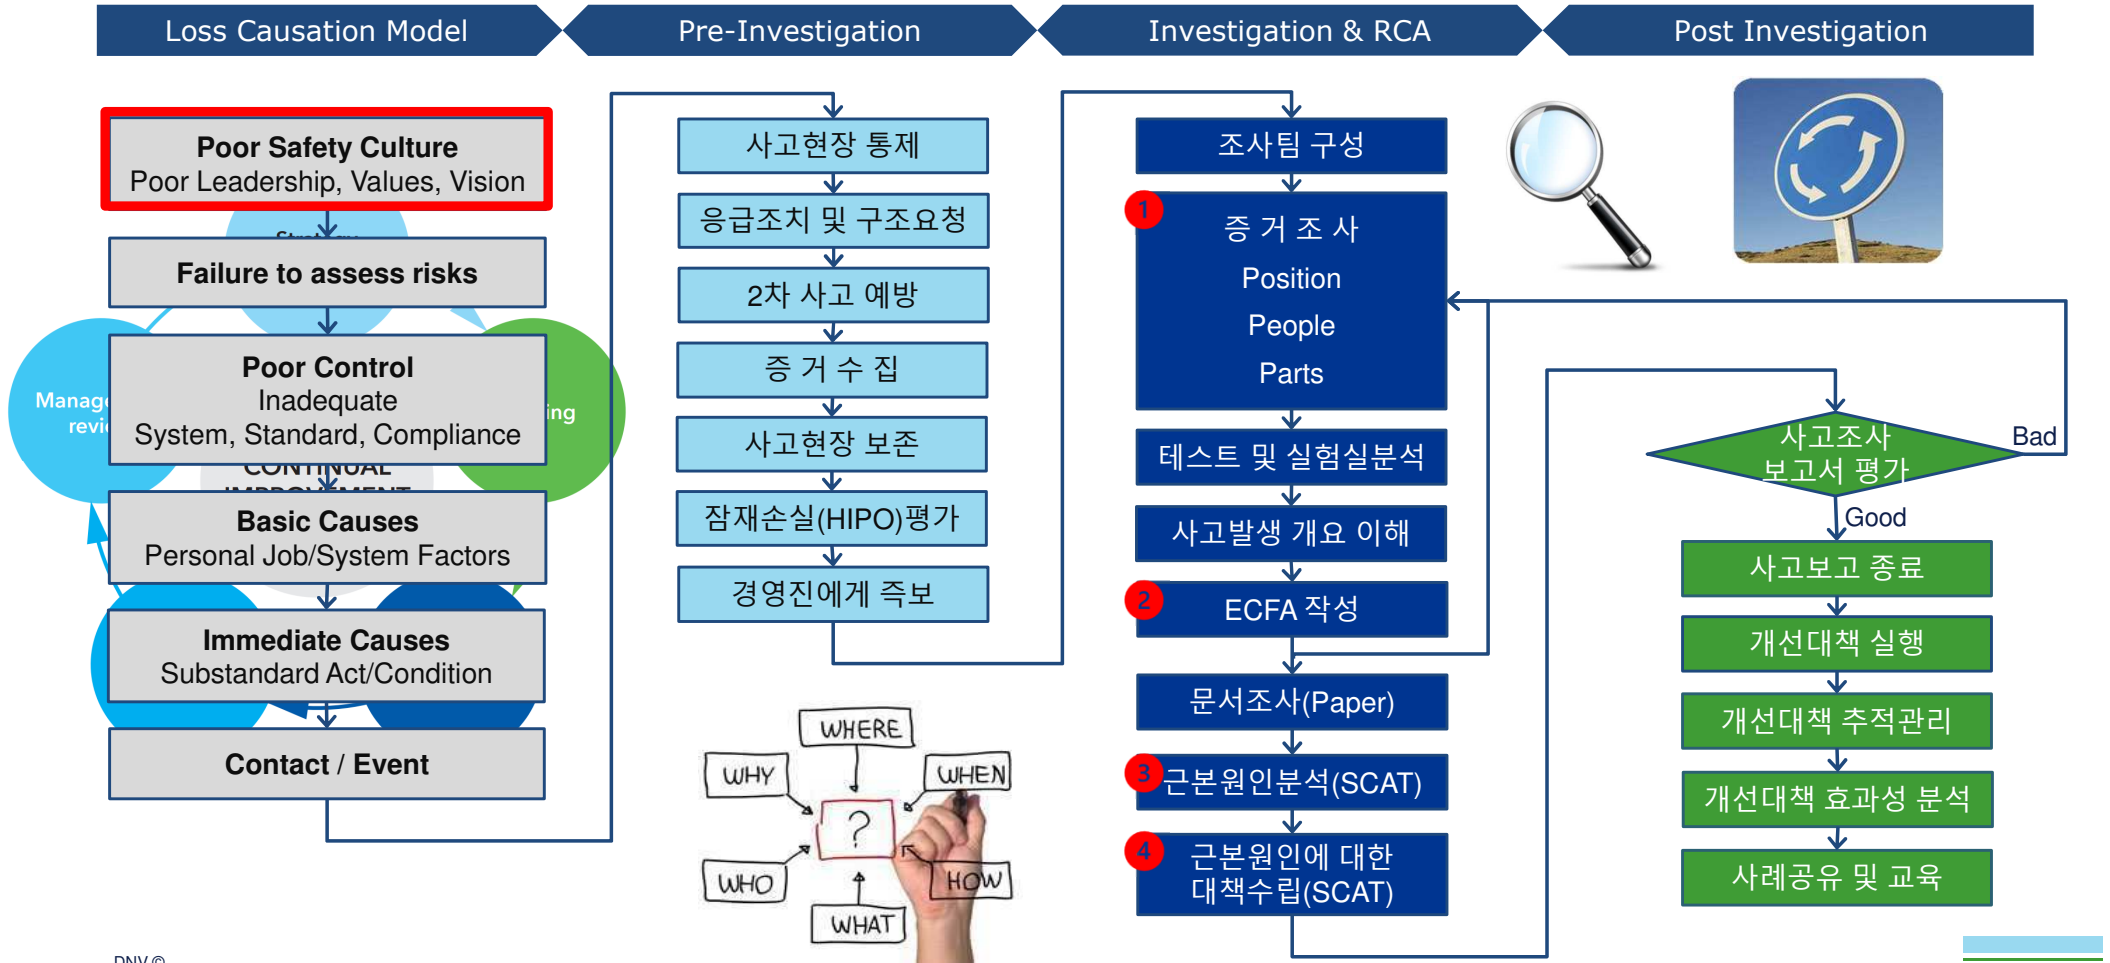 Loss Causation Model
Pre-Investigation
Investigation & RCA
Post Investigation
Poor Safety Culture
Poor Leadership, Values, Vision
Failure to assess risks
Poor Control
Inadequate
System, Standard, Compliance
CONTINUAL
IMPROVEMENT
Basic Causes
Personal Job/System Factors
Immediate Causes
Substandard Act/Condition
Contact / Event
사고현장 통제
응급조치 및 구조요청
2차 사고 예방
증 거 수 집
사고현장 보존
잠재손실(HIPO)평가
경영진에게 즉보
WHERE
WHY
WHEN
?
WHO
HOW
WHAT
조사팀 구성
1
증 거 조 사
Position
People
Parts
테스트 및 실험실분석
사고발생 개요 이해
2
ECFA 작성
문서조사(Paper)
3
근본원인분석(SCAT)
4
근본원인에 대한
대책수립(SCAT)
사고조사
보고서 평가
Bad
Good
사고보고 종료
개선대책 실행
개선대책 추적관리
개선대책 효과성 분석
사례공유 및 교육
DNV ©